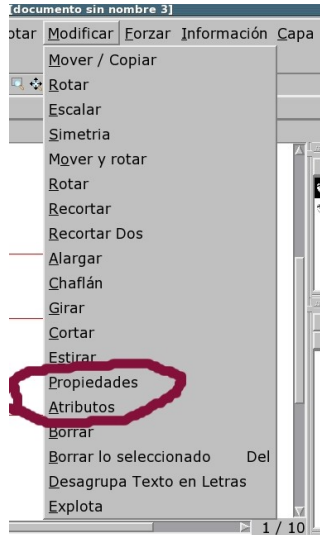 [documento sin nombre 3]
otar Modificar Forzar Información Capa
Mover / Copiar
Rotar
Escalar
Simetria
Mover y rotar
Rotar
Recortar
Recortar Dos
Alargar
Chaflán
Girar
Cortar
Estirar
Propiedades
Atributos
Borrar
Borrar lo seleccionado Del
Desagrupa Texto en Letras
Explota
1 / 10